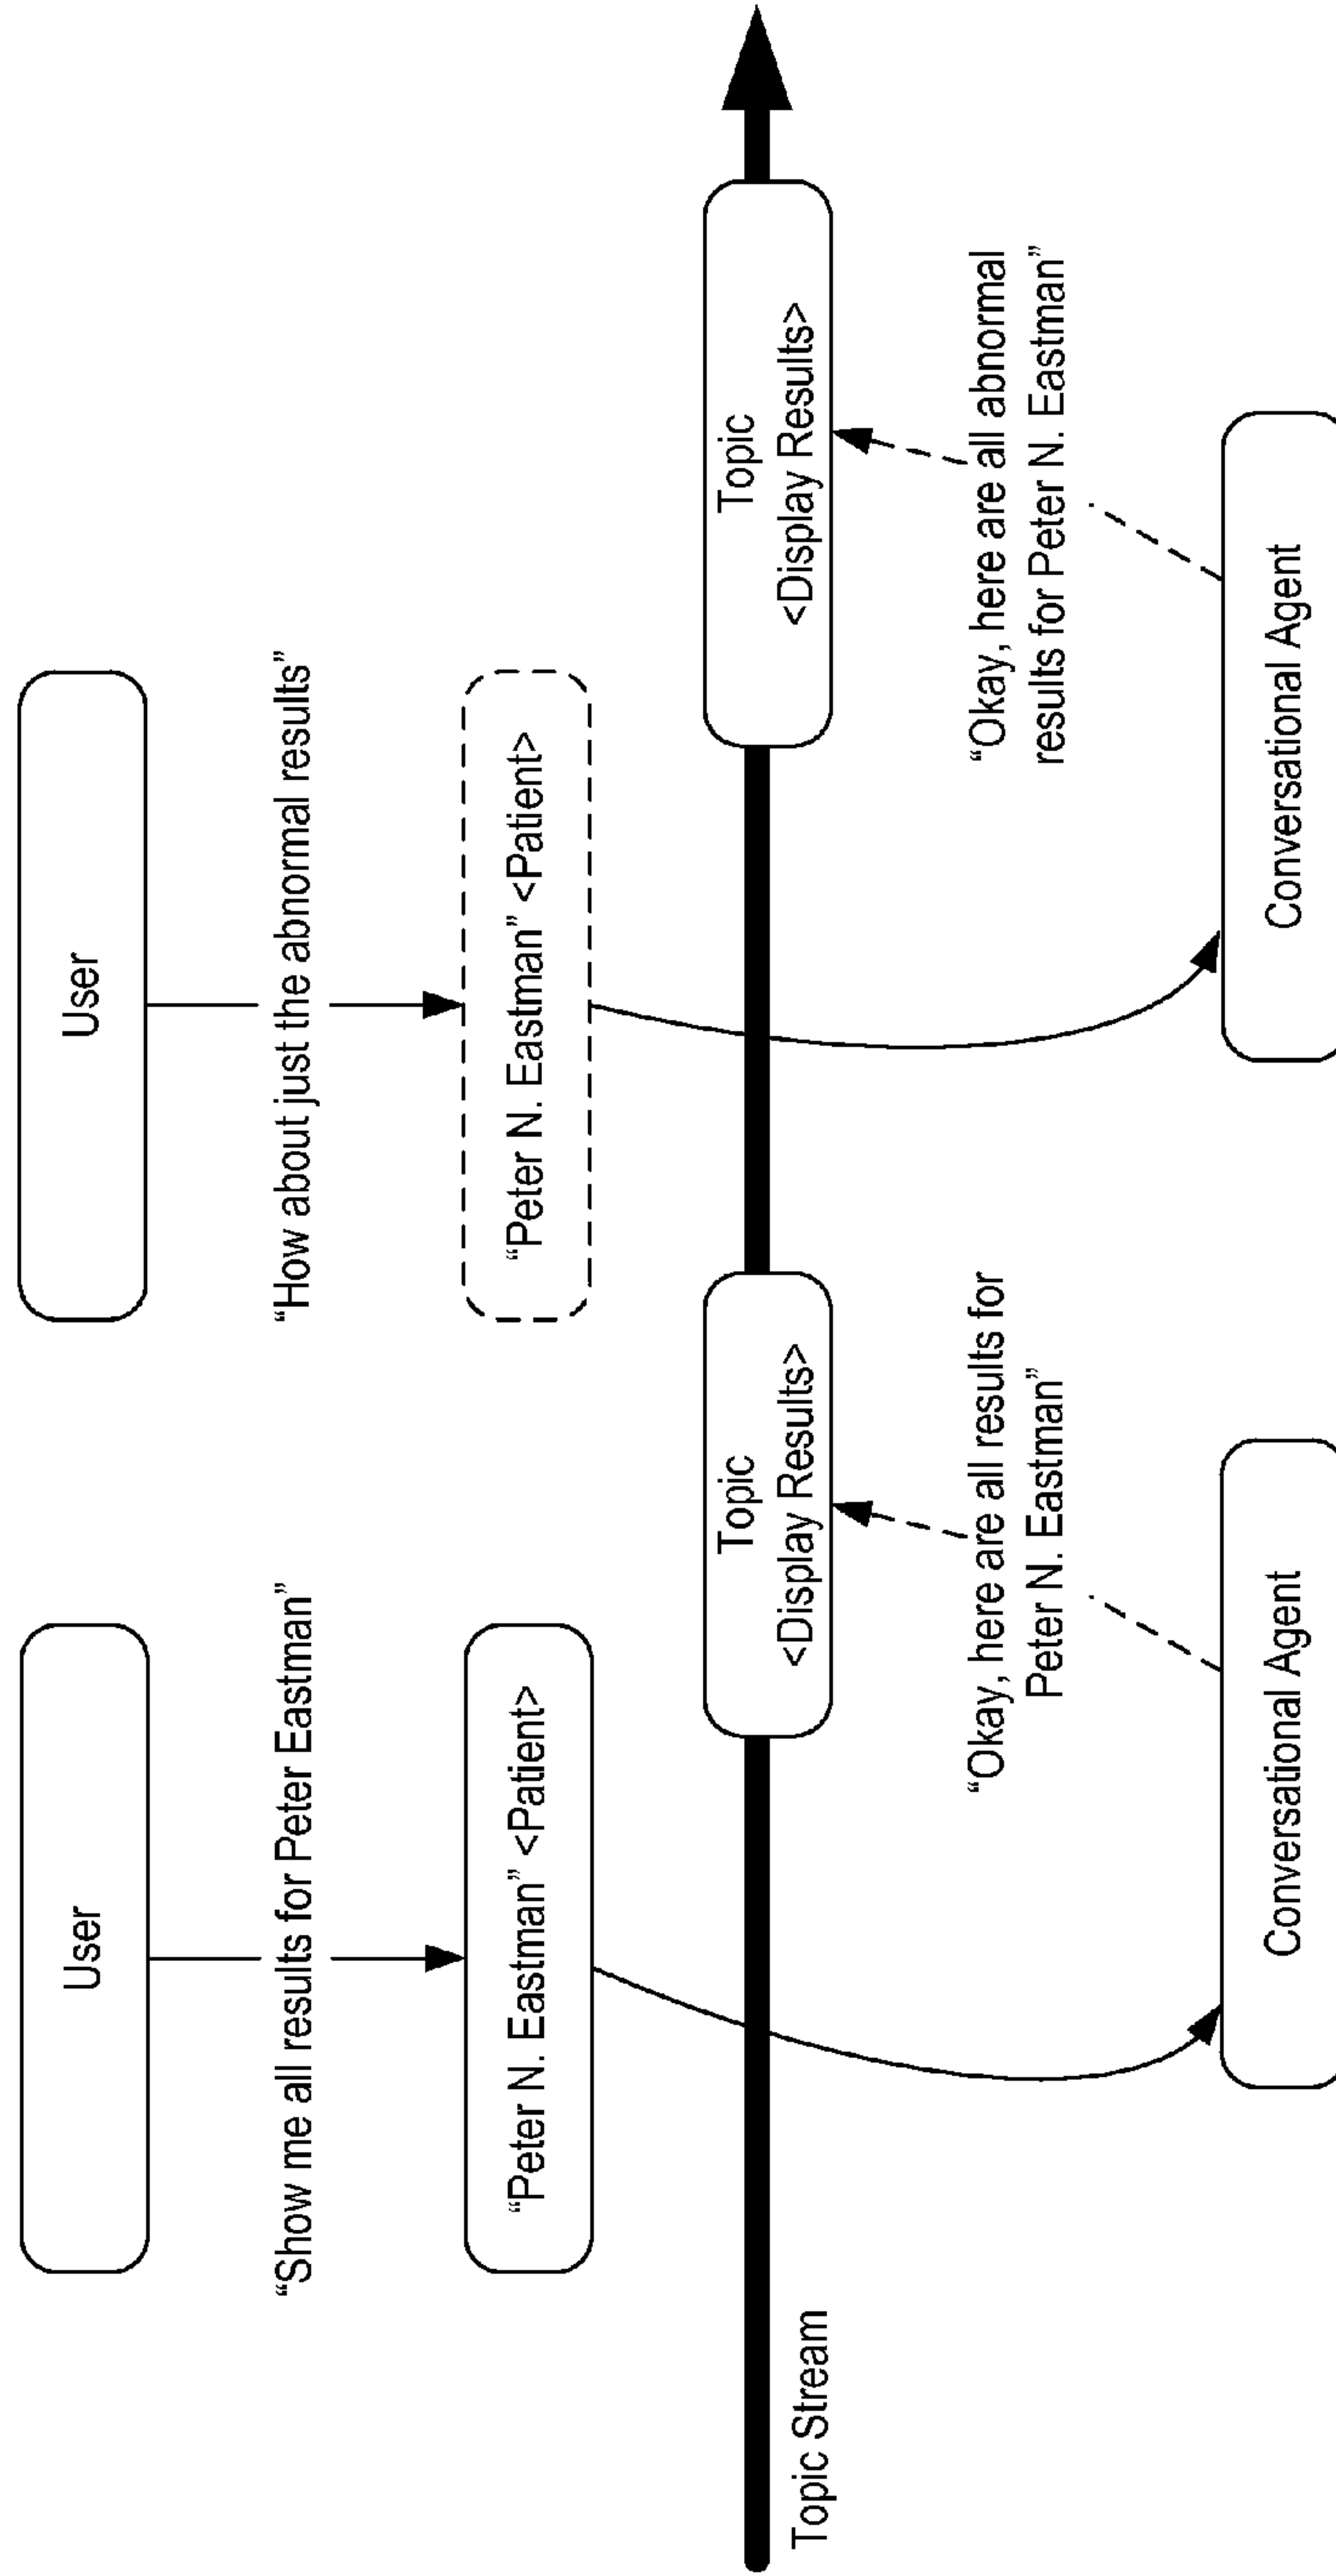 User
“Show me all results for Peter Eastman”
“Peter N. Eastman” <Patient>
Topic Stream
Topic
<Display Results>
“Okay, here are all results for
Peter N. Eastman”
Conversational Agent
User
“How about just the abnormal results”
“Peter N. Eastman” <Patient>
Topic
<Display Results>
“Okay, here are all abnormal
results for Peter N. Eastman”
Conversational Agent